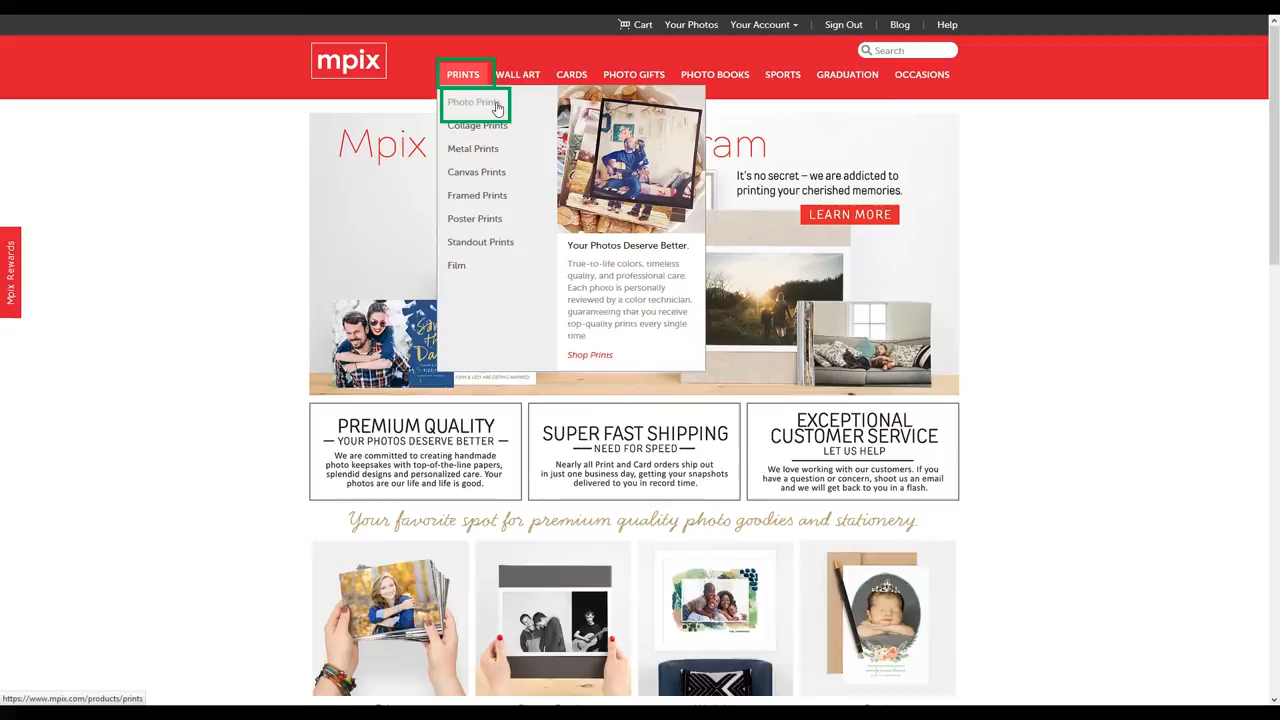 Cart Your Photos Your Account Sign Out Blog Help
mpix
Search
PRINTS WALL ART CARDS PHOTO GIFTS PHOTO BOOKS SPORTS GRADUATION OCCASIONS
Photo Prints
Collage Prints
Metal Prints
Canvas Prints
Framed Prints
Poster Prints
Standout Prints
Film
Your Photos Deserve Better.
True-to-life colors, timeless
quality, and professional care.
Each photo is personally
reviewed by a color technician,
guaranteeing that you receive
top-quality prints every single
time.
Shop Prints
Mpix ram
It's no secret – we are addicted to
printing your cherished memories.
LEARN MORE
Mpix Rewards
PREMIUM QUALITY
YOUR PHOTOS DESERVE BETTER
We are committed to creating handmade
photo keepsakes with top-of-the-line papers,
splendid designs and personalized care. Your
photos are our life and life is good.
SUPER FAST SHIPPING
NEED FOR SPEED
Nearly all Print and Card orders ship out
in just one business day, getting your snapshots
delivered to you in record time.
EXCEPTIONAL
CUSTOMER SERVICE
LET US HELP
We love working with our customers. If you
have a question or concern, shoot us an email
and we will get back to you in a flash.
Your favorite spot for premium quality photo goodies and stationery.
https://www.mpix.com/products/prints